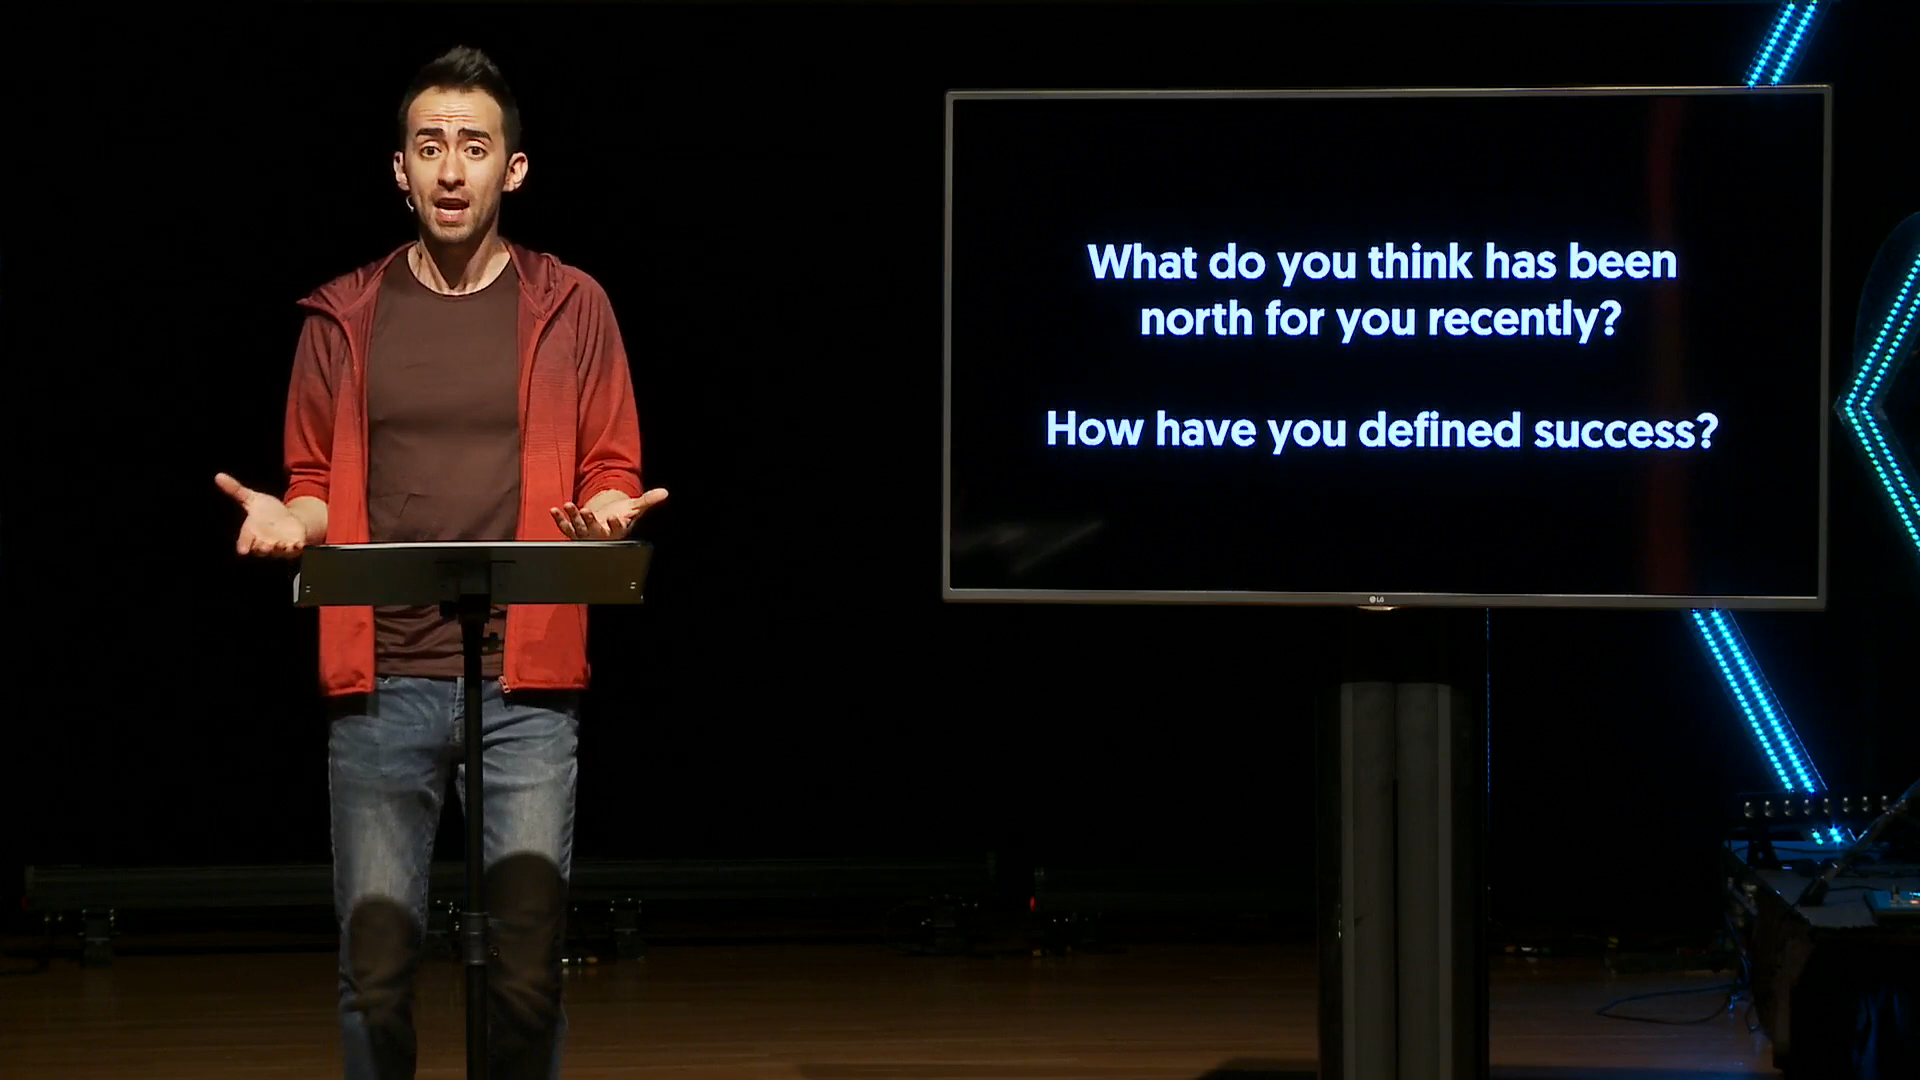 What do you think has been
north for you recently?
How have you defined success?
LG